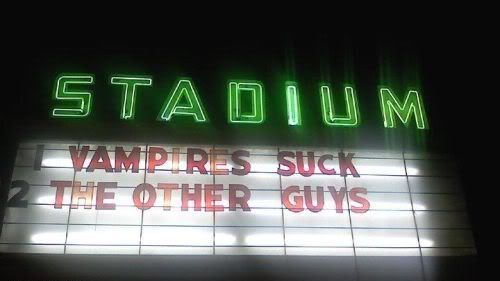 STADIUM
1 VAMPIRES SUCK
2 THE OTHER GUYS